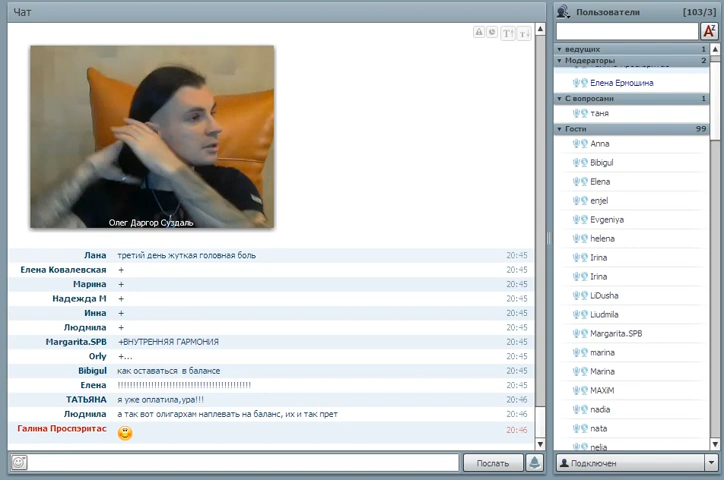 Чат
T↑ т↓
Олег Даргор Суздаль
Лана третий день жуткая головная боль 20:45
Елена Ковалевская + 20:45
Марина + 20:45
Надежда М + 20:45
Инна + 20:45
Людмила + 20:45
Margarita.SPB +ВНУТРЕННЯЯ ГАРМОНИЯ 20:45
Orly +... 20:45
Bibigul как оставаться в балансе 20:45
Елена !!!!!!!!!!!!!!!!!!!!!!!!!!!!!!!!!!!!!!!!!!!! 20:45
ТАТЬЯНА я уже оплатила,ура!!! 20:46
Людмила а так вот олигархам наплевать на баланс, их и так прет 20:46
Галина Проспэритас 20:46
Послать
Пользователи [103/3]
ведущих 1
Модераторы 2
Елена Ермошина
С вопросами 1
таня
Гости 99
Anna
Bibigul
Elena
enjel
Evgeniya
helena
Irina
Irina
LiDusha
Liudmila
Margarita.SPB
marina
Marina
MAXiM
nadia
nata
nelia
Подключен